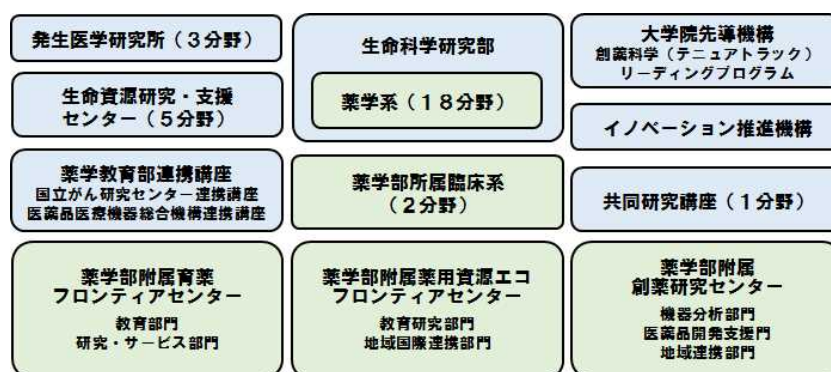 発生医学研究所（３分野）
生命資源研究・支援
センター（５分野）
薬学教育部連携講座
国立がん研究センター連携講座
医薬品医療機器総合機構連携講座
生命科学研究部
薬学系（１８分野）
薬学部所属臨床系
（２分野）
大学院先導機構
創薬科学（テニュアトラック）
リーディングプログラム
イノベーション推進機構
共同研究講座（１分野）
薬学部附属育薬
フロンティアセンター
教育部門
研究・サービス部門
薬学部附属薬用資源エコ
フロンティアセンター
教育研究部門
地域国際連携部門
薬学部附属
創薬研究センター
機器分析部門
医薬品開発支援門
地域連携部門